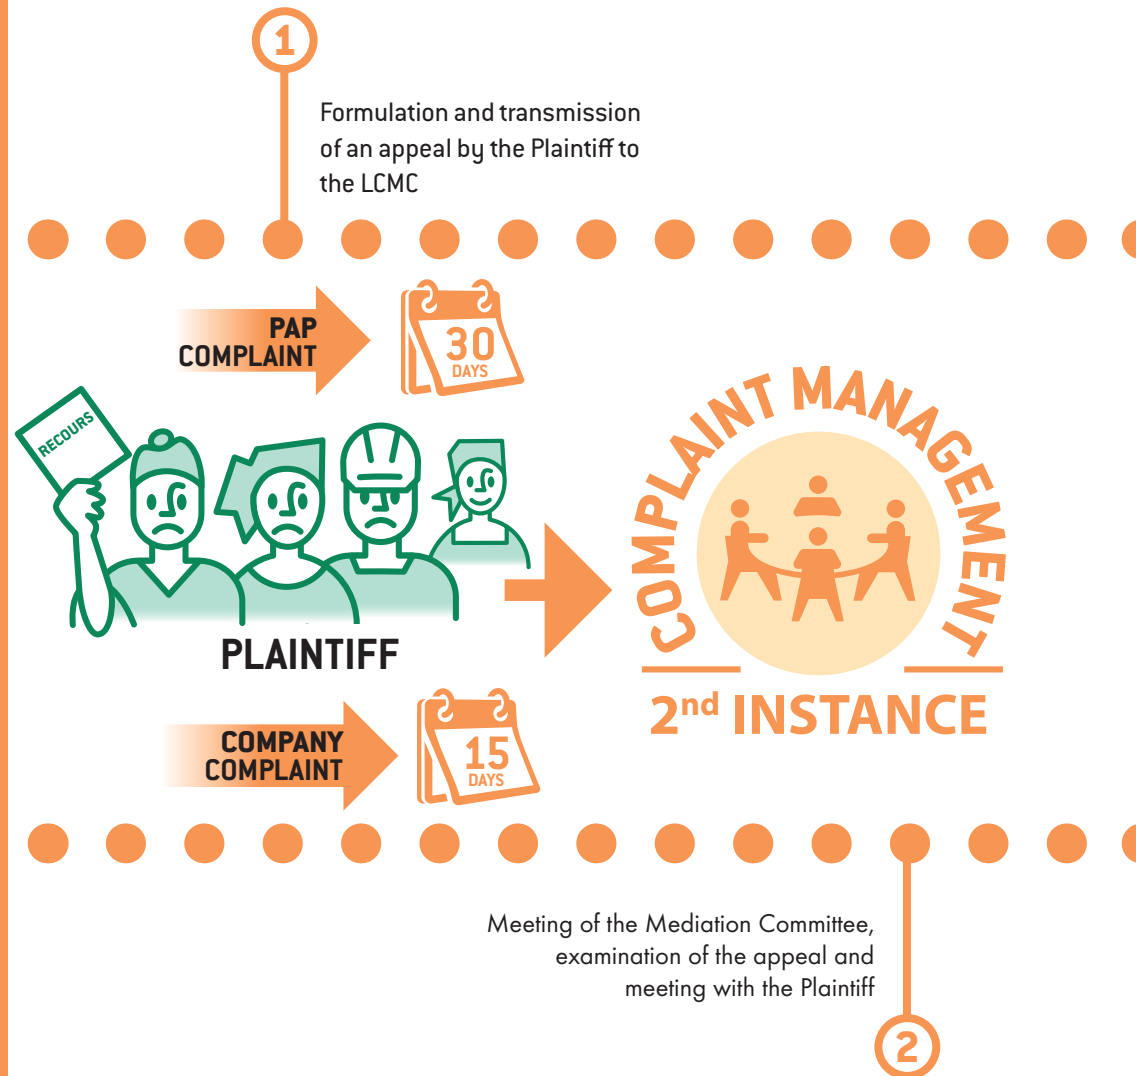 1
Formulation and transmission
of an appeal by the Plaintiff to
the LCMC
PAP
COMPLAINT
30
DAYS
RECOURS
PLAINTIFF
COMPLAINT MANAGEMENT
2nd INSTANCE
COMPANY
COMPLAINT
15
DAYS
Meeting of the Mediation Committee,
examination of the appeal and
meeting with the Plaintiff
2